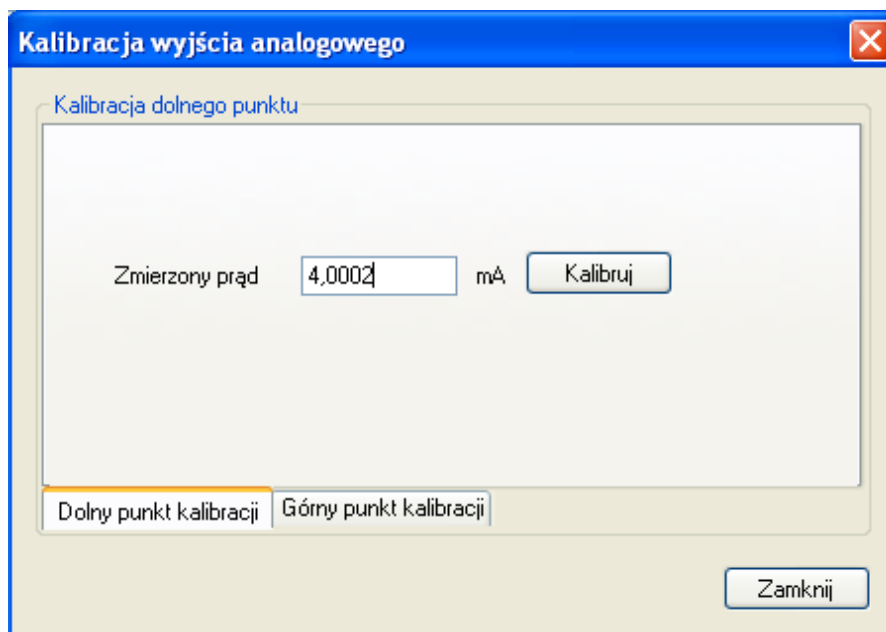 Kalibracja wyjścia analogowego
Kalibracja dolnego punktu
Zmierzony prąd 4,0002 mA Kalibruj
Dolny punkt kalibracji Górny punkt kalibracji
Zamknij